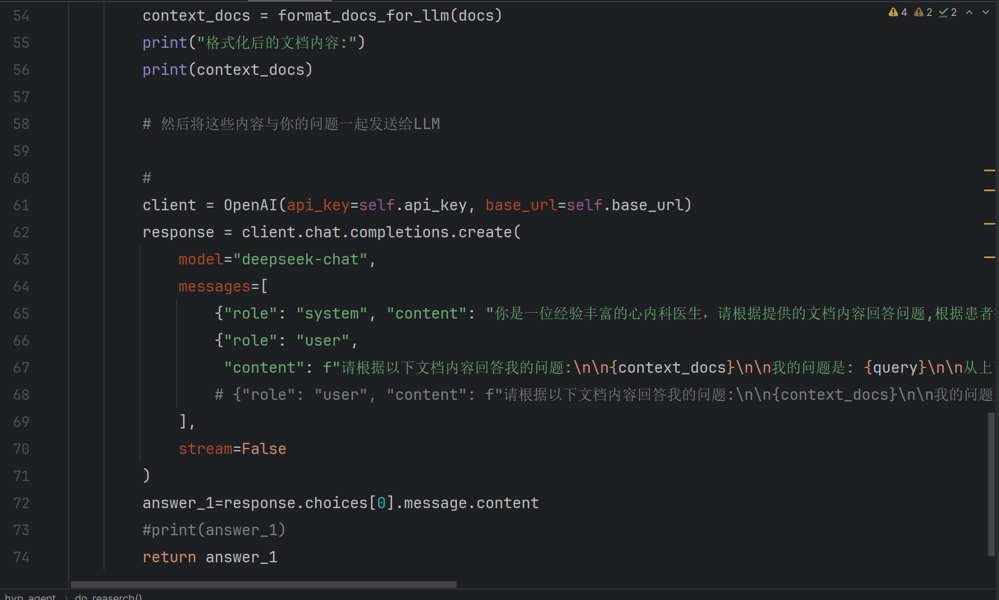 4 2 2
54 context_docs = format_docs_for_llm(docs)
55 print("格式化后的文档内容:")
56 print(context_docs)
57
58 # 然后将这些内容与你的问题一起发送给LLM
59
60 #
61 client = OpenAI(api_key=self.api_key, base_url=self.base_url)
62 response = client.chat.completions.create(
63 model="deepseek-chat",
64 messages=[
65 {"role": "system", "content": "你是一位经验丰富的心内科医生，请根据提供的文档内容回答问题,根据患者
66 {"role": "user",
67 "content": f"请根据以下文档内容回答我的问题:\n\n{context_docs}\n\n我的问题是: {query}\n\n从上
68 # {"role": "user", "content": f"请根据以下文档内容回答我的问题:\n\n{context_docs}\n\n我的问题
69 ],
70 stream=False
71 )
72 answer_1=response.choices[0].message.content
73 #print(answer_1)
74 return answer_1
hyp_agent › do_reaserch()